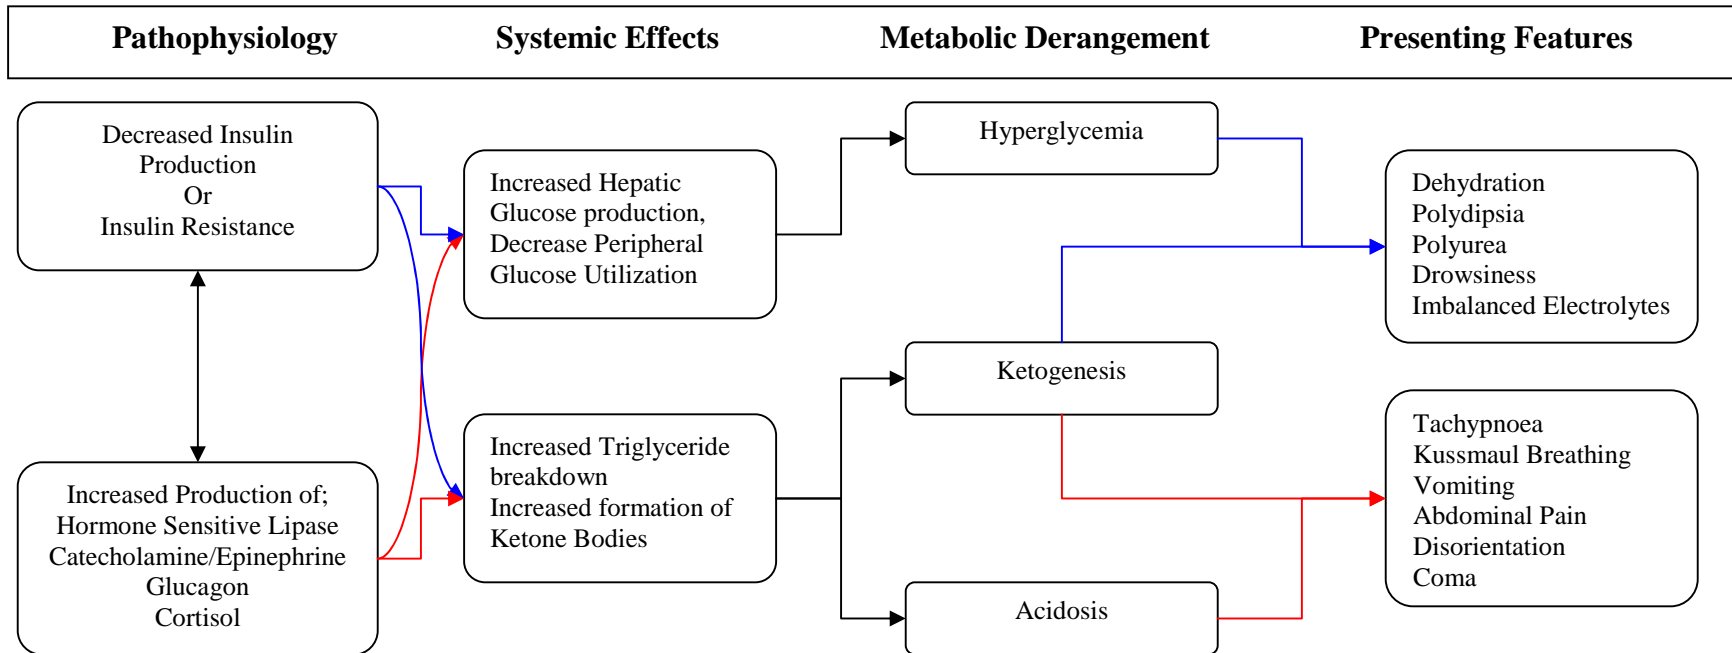 Pathophysiology Systemic Effects Metabolic Derangement Presenting Features
Decreased Insulin
Production
Or
Insulin Resistance
Increased Production of;
Hormone Sensitive Lipase
Catecholamine/Epinephrine
Glucagon
Cortisol
Increased Hepatic
Glucose production,
Decrease Peripheral
Glucose Utilization
Increased Triglyceride
breakdown
Increased formation of
Ketone Bodies
Hyperglycemia
Ketogenesis
Acidosis
Dehydration
Polydipsia
Polyurea
Drowsiness
Imbalanced Electrolytes
Tachypnoea
Kussmaul Breathing
Vomiting
Abdominal Pain
Disorientation
Coma